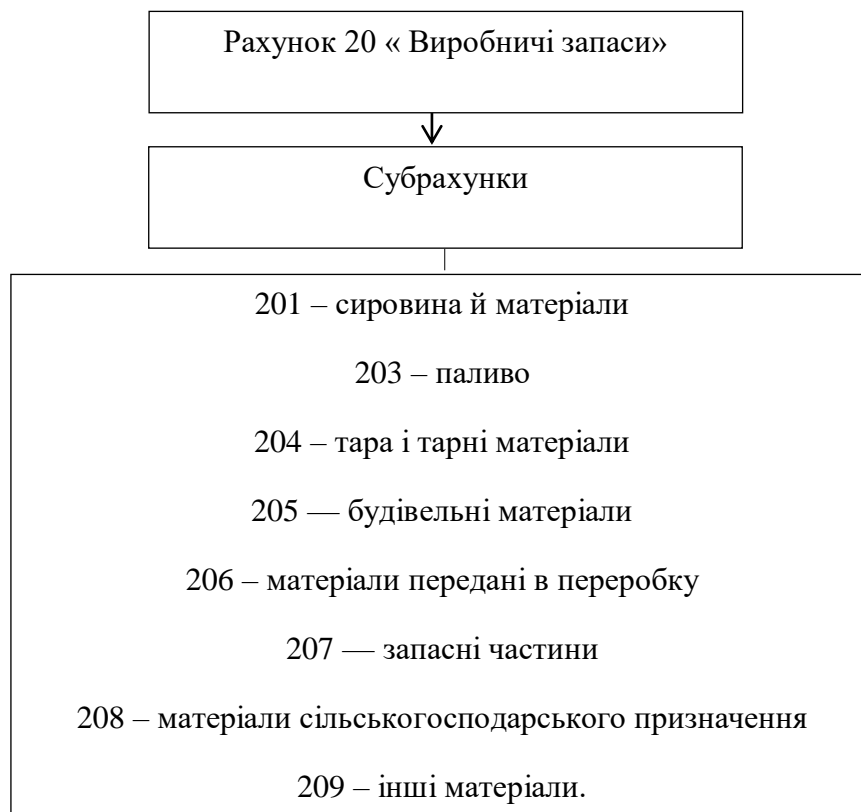 Рахунок 20 « Виробничі запаси»
Субрахунки
201 – сировина й матеріали
203 – паливо
204 – тара і тарні матеріали
205 — будівельні матеріали
206 – матеріали передані в переробку
207 — запасні частини
208 – матеріали сільськогосподарського призначення
209 – інші матеріали.